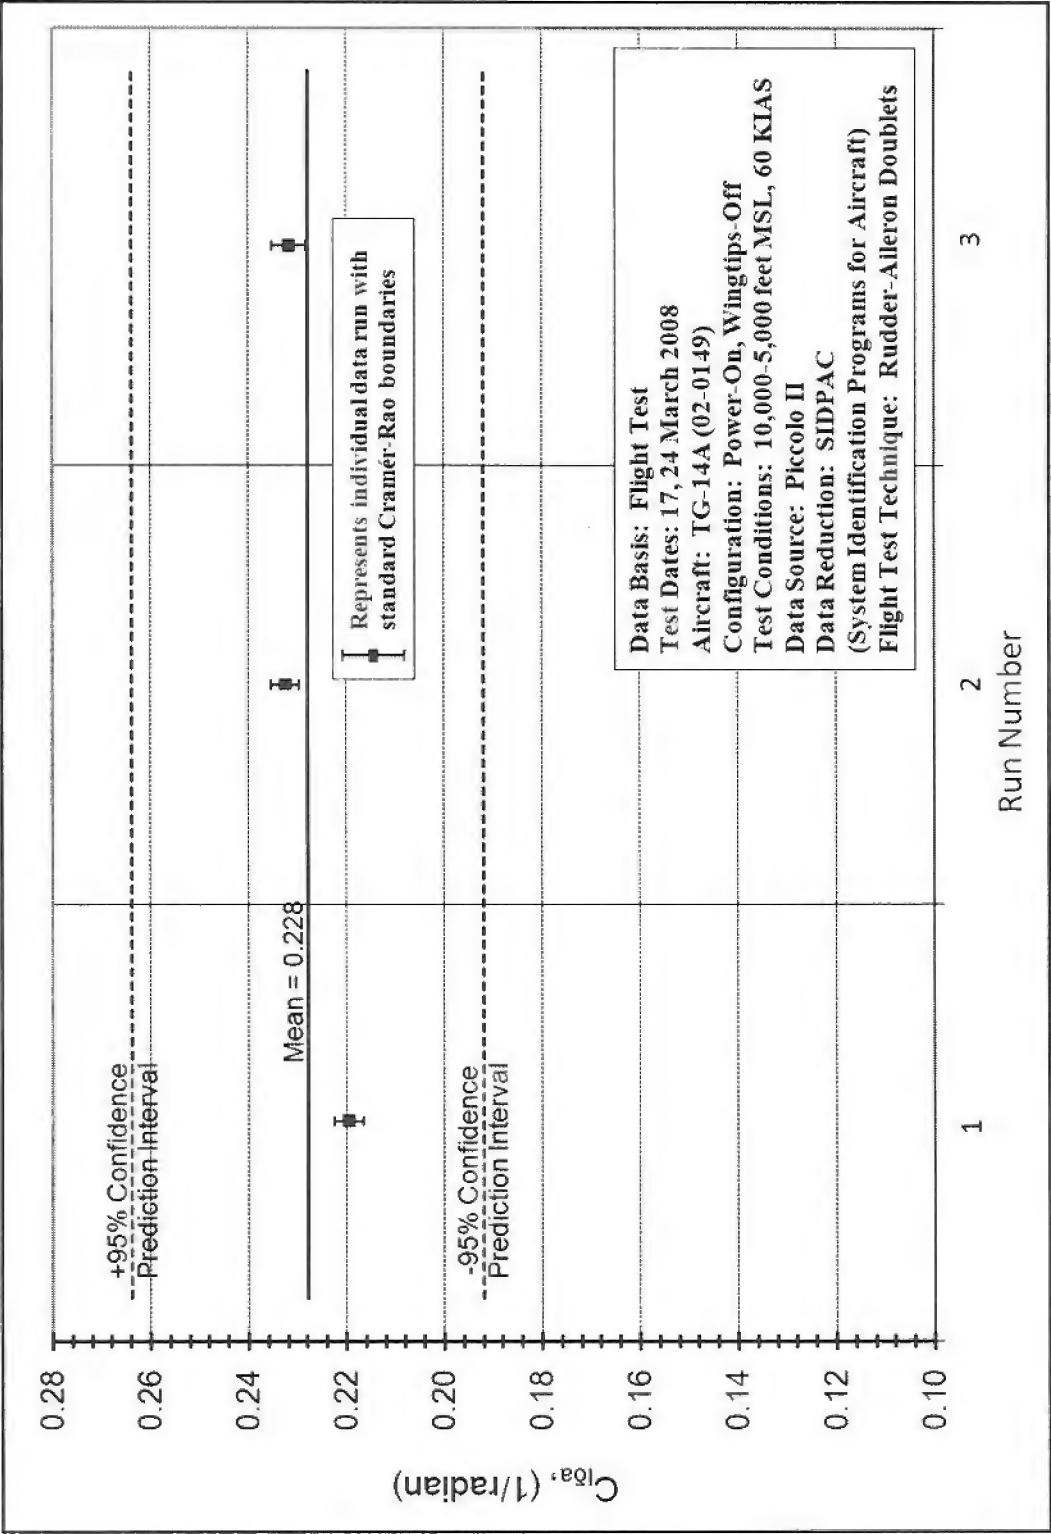 0.28
0.26
0.24
0.22
0.20
0.18
0.16
0.14
0.12
0.10
C_lδa, (1/radian)
+95% Confidence
Prediction Interval
Mean = 0.228
-95% Confidence
Prediction Interval
Represents individual data run with
standard Cramér-Rao boundaries
Data Basis: Flight Test
Test Dates: 17, 24 March 2008
Aircraft: TG-14A (02-0149)
Configuration: Power-On, Wingtips-Off
Test Conditions: 10,000-5,000 feet MSL, 60 KIAS
Data Source: Piccolo II
Data Reduction: SIDPAC
(System Identification Programs for Aircraft)
Flight Test Technique: Rudder-Aileron Doublets
1
2
3
Run Number